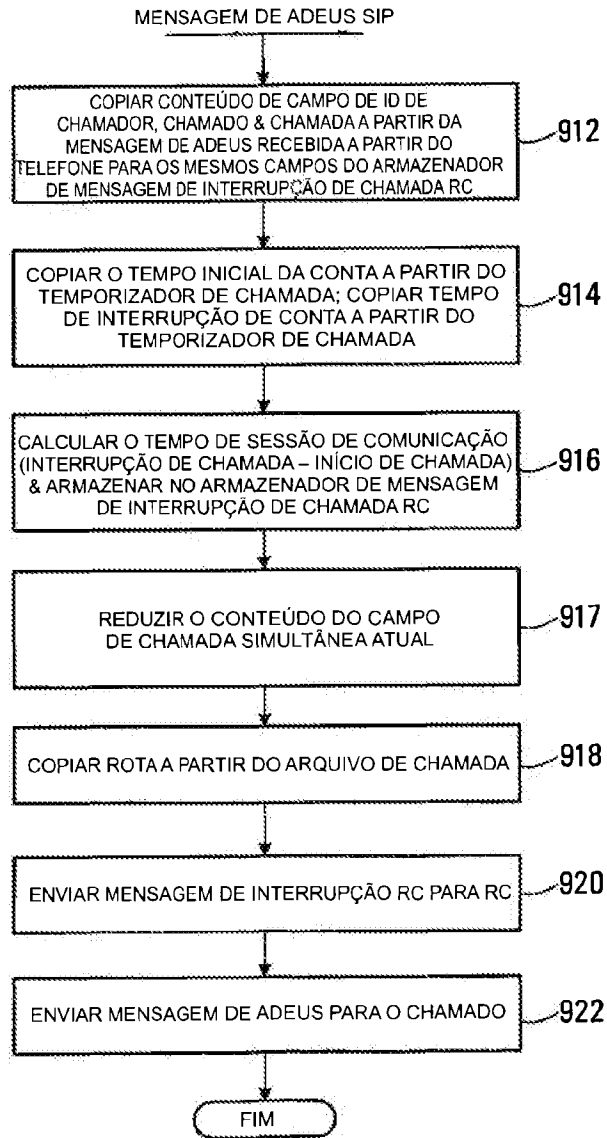 MENSAGEM DE ADEUS SIP
COPIAR CONTEÚDO DE CAMPO DE ID DE
CHAMADOR, CHAMADO & CHAMADA A PARTIR DA
MENSAGEM DE ADEUS RECEBIDA A PARTIR DO
TELEFONE PARA OS MESMOS CAMPOS DO ARMAZENADOR
DE MENSAGEM DE INTERRUPÇÃO DE CHAMADA RC
912
COPIAR O TEMPO INICIAL DA CONTA A PARTIR DO
TEMPORIZADOR DE CHAMADA; COPIAR TEMPO
DE INTERRUPÇÃO DE CONTA A PARTIR DO
TEMPORIZADOR DE CHAMADA
914
CALCULAR O TEMPO DE SESSÃO DE COMUNICAÇÃO
(INTERRUPÇÃO DE CHAMADA – INÍCIO DE CHAMADA)
& ARMAZENAR NO ARMAZENADOR DE MENSAGEM
DE INTERRUPÇÃO DE CHAMADA RC
916
REDUZIR O CONTEÚDO DO CAMPO
DE CHAMADA SIMULTÂNEA ATUAL
917
COPIAR ROTA A PARTIR DO ARQUIVO DE CHAMADA
918
ENVIAR MENSAGEM DE INTERRUPÇÃO RC PARA RC
920
ENVIAR MENSAGEM DE ADEUS PARA O CHAMADO
922
FIM